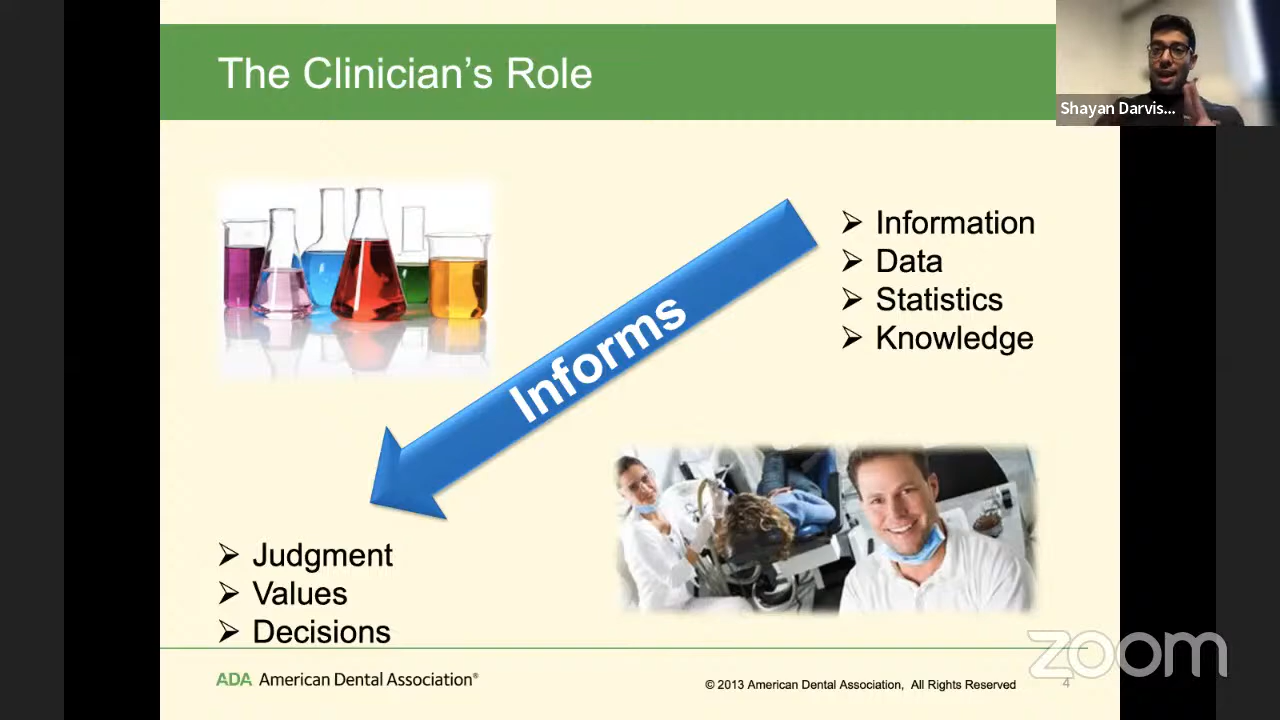 The Clinician's Role
Shayan Darvis...
Information
Data
Statistics
Knowledge
Informs
Judgment
Values
Decisions
zoom
ADA American Dental Association®
© 2013 American Dental Association, All Rights Reserved
4